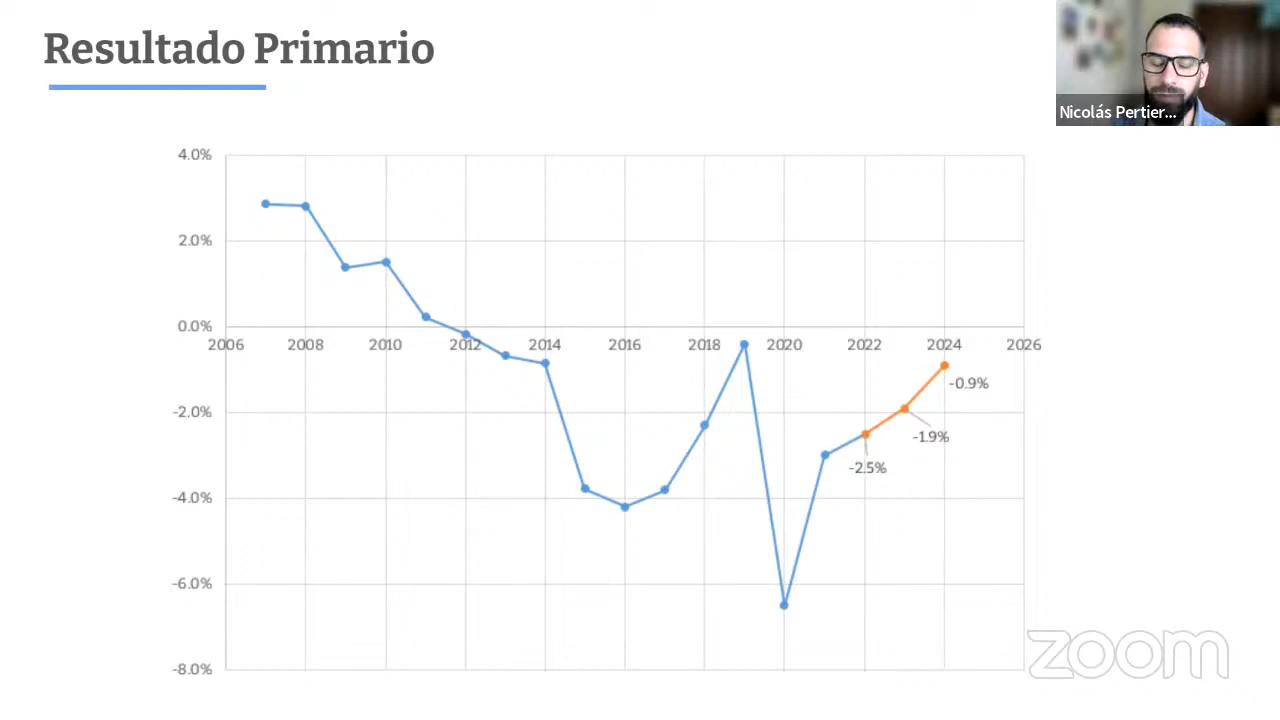 Resultado Primario
Nicolás Pertier...
4.0%
2.0%
0.0%
2006 2008 2010 2012 2014 2016 2018 2020 2022 2024 2026
-0.9%
-2.0%
-1.9%
-2.5%
-4.0%
-6.0%
-8.0%
zoom